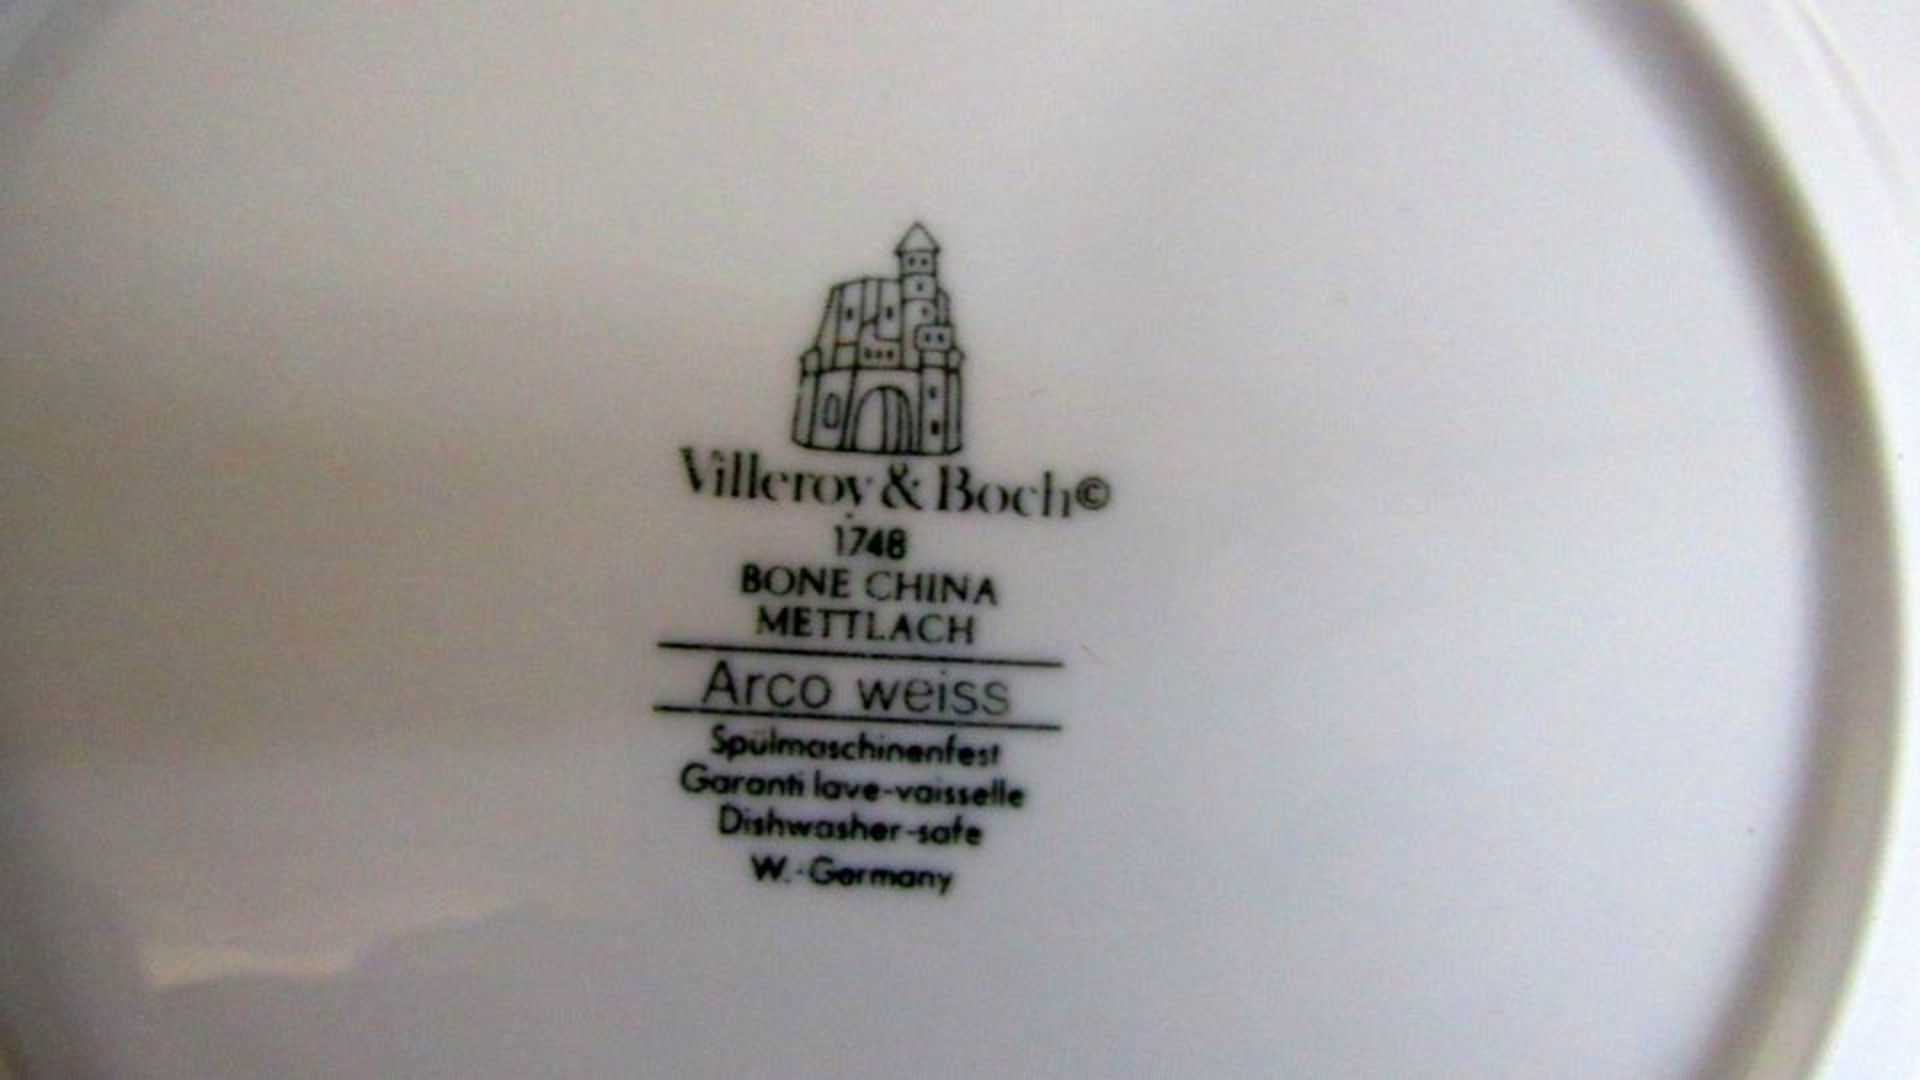 Villeroy & Boch©
1748
BONE CHINA
METTLACH
Arco weiss
Spülmaschinenfest
Garanti lave-vaisselle
Dishwasher-safe
W.-Germany